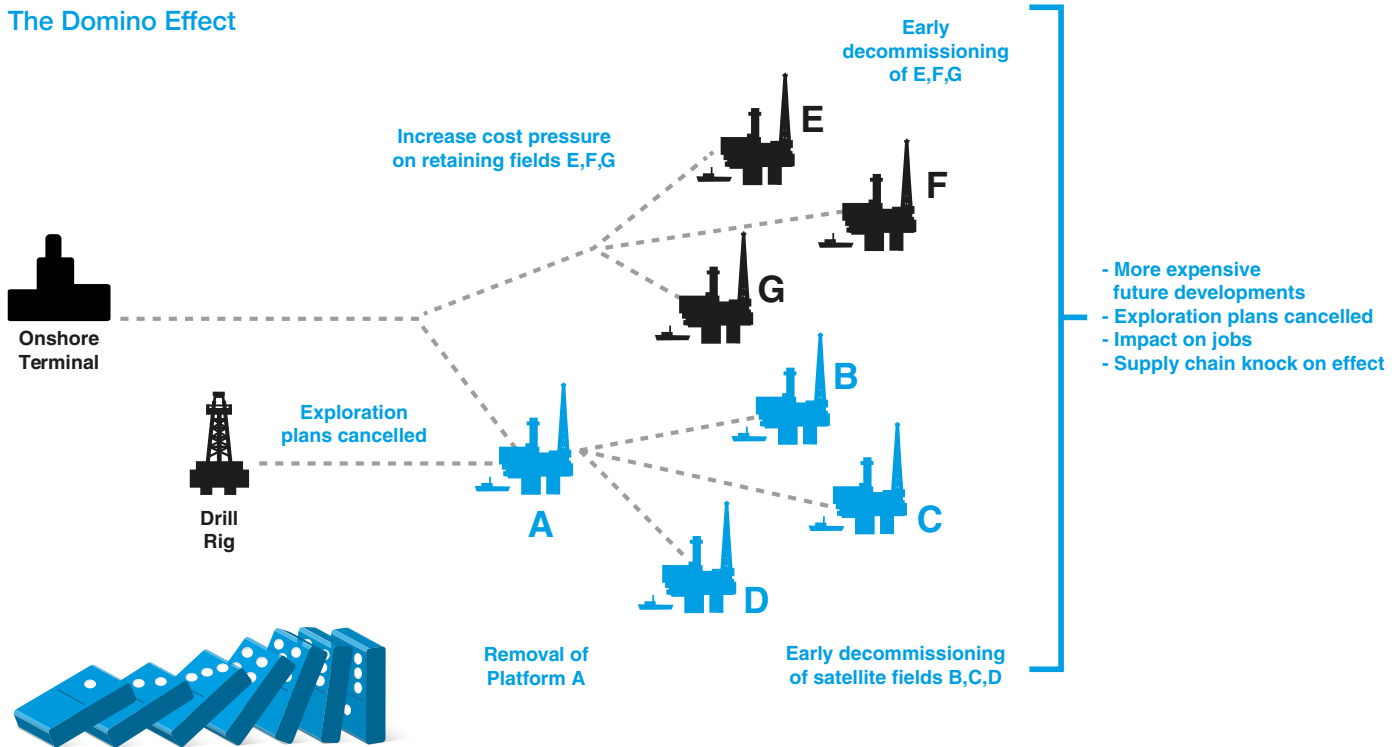 The Domino Effect
Early
decommissioning
of E,F,G
Increase cost pressure
on retaining fields E,F,G
E
F
G
Onshore
Terminal
- More expensive
future developments
- Exploration plans cancelled
- Impact on jobs
- Supply chain knock on effect
B
Exploration
plans cancelled
A
C
Drill
Rig
D
Removal of
Platform A
Early decommissioning
of satellite fields B,C,D